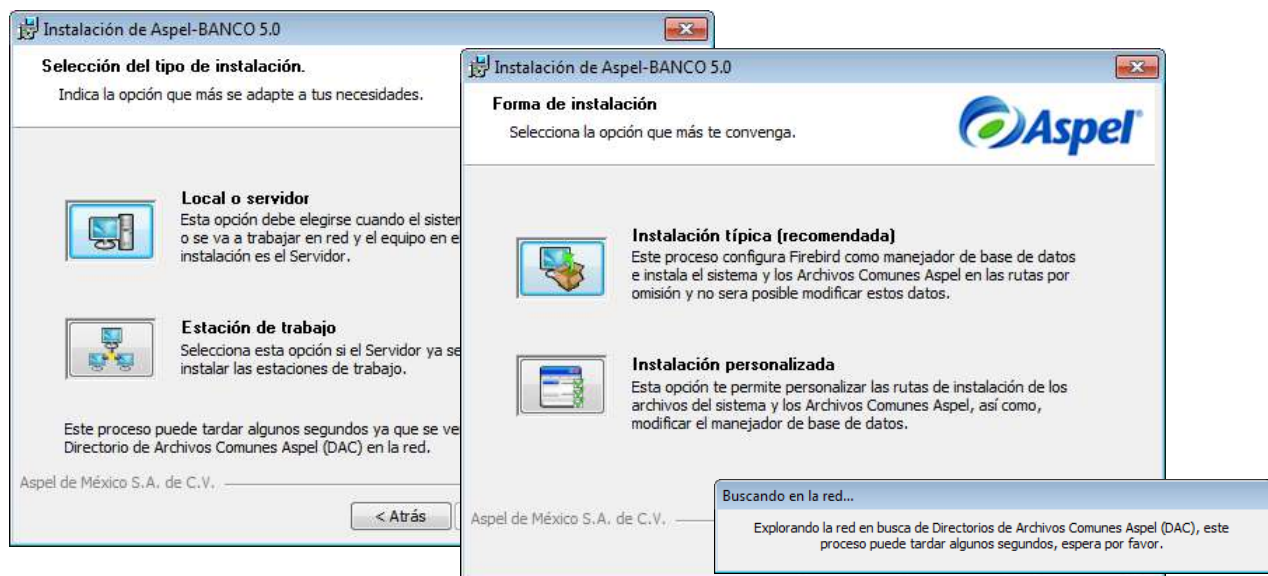 Instalación de Aspel-BANCO 5.0
Selección del tipo de instalación.
Indica la opción que más se adapte a tus necesidades.
Local o servidor
Esta opción debe elegirse cuando el sister
o se va a trabajar en red y el equipo en e
instalación es el Servidor.
Estación de trabajo
Selecciona esta opción si el Servidor ya se
instalar las estaciones de trabajo.
Este proceso puede tardar algunos segundos ya que se ve
Directorio de Archivos Comunes Aspel (DAC) en la red.
Aspel de México S.A. de C.V.
< Atrás
Instalación de Aspel-BANCO 5.0
Forma de instalación
Selecciona la opción que más te convenga.
Aspel
Instalación típica (recomendada)
Este proceso configura Firebird como manejador de base de datos
e instala el sistema y los Archivos Comunes Aspel en las rutas por
omisión y no sera posible modificar estos datos.
Instalación personalizada
Esta opción te permite personalizar las rutas de instalación de los
archivos del sistema y los Archivos Comunes Aspel, así como,
modificar el manejador de base de datos.
Aspel de México S.A. de C.V.
Buscando en la red...
Explorando la red en busca de Directorios de Archivos Comunes Aspel (DAC), este
proceso puede tardar algunos segundos, espera por favor.